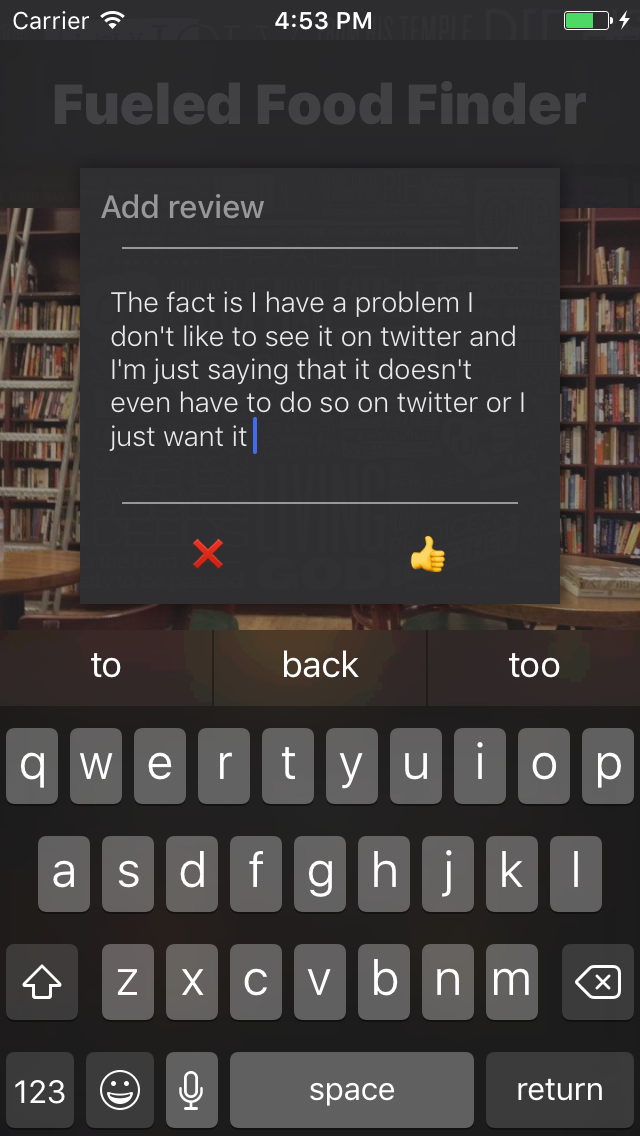 Carrier 4:53 PM
Fueled Food Finder
Add review
The fact is I have a problem I
don't like to see it on twitter and
I'm just saying that it doesn't
even have to do so on twitter or I
just want it
to back too
q w e r t y u i o p
a s d f g h j k l
z x c v b n m
123 space return